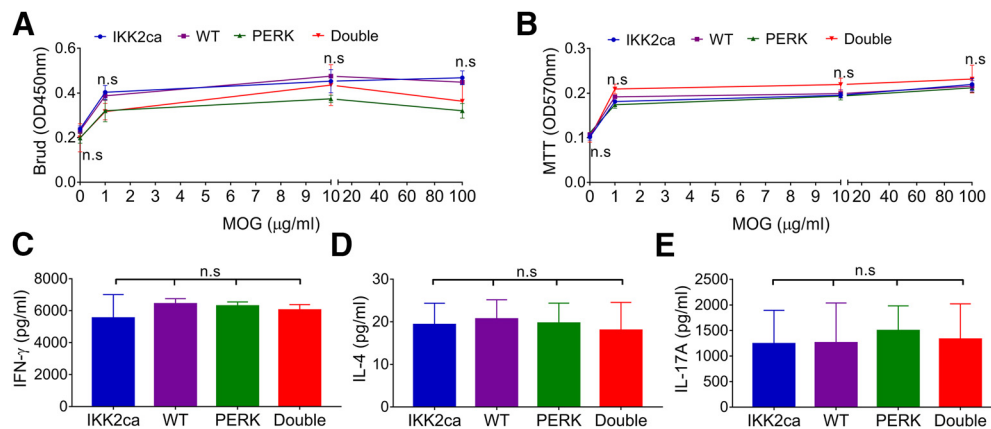 A
IKK2ca WT PERK Double
Brud (OD450nm)
0.6
0.4
0.2
0.0
n.s
n.s
n.s
0 1 2 3 4 5 6 7 8 9 10 20 40 60 80 100
MOG (μg/ml)
B
IKK2ca WT PERK Double
MTT (OD570nm)
0.3
0.2
0.1
0.0
n.s
n.s
n.s
n.s
0 1 2 3 4 5 6 7 8 9 10 20 40 60 80 100
MOG (μg/ml)
C
IFN-γ (pg/ml)
8000
6000
4000
2000
0
n.s
IKK2ca WT PERK Double
D
IL-4 (pg/ml)
30
20
10
0
n.s
IKK2ca WT PERK Double
E
IL-17A (pg/ml)
2500
2000
1500
1000
500
0
n.s
IKK2ca WT PERK Double